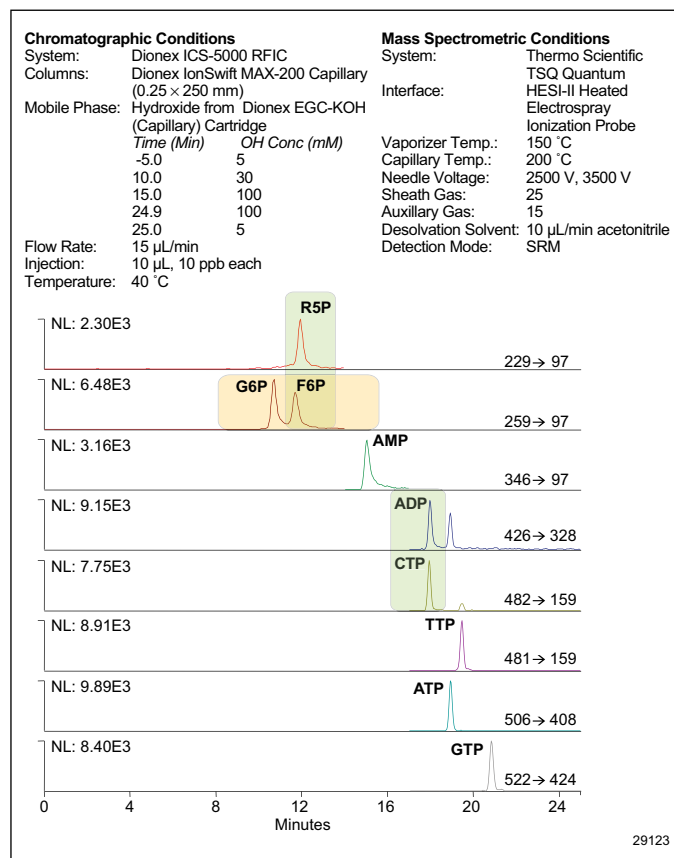 Chromatographic Conditions
System: Dionex ICS-5000 RFIC
Columns: Dionex IonSwift MAX-200 Capillary
(0.25 × 250 mm)
Mobile Phase: Hydroxide from Dionex EGC-KOH
(Capillary) Cartridge
Time (Min) OH Conc (mM)
-5.0 5
10.0 30
15.0 100
24.9 100
25.0 5
Flow Rate: 15 µL/min
Injection: 10 µL, 10 ppb each
Temperature: 40 ˚C
Mass Spectrometric Conditions
System: Thermo Scientific
TSQ Quantum
Interface: HESI-II Heated
Electrospray
Ionization Probe
Vaporizer Temp.: 150 ˚C
Capillary Temp.: 200 ˚C
Needle Voltage: 2500 V, 3500 V
Sheath Gas: 25
Auxillary Gas: 15
Desolvation Solvent: 10 µL/min acetonitrile
Detection Mode: SRM
R5P
NL: 2.30E3
229→ 97
NL: 6.48E3
G6P F6P
259→ 97
NL: 3.16E3
AMP
346→ 97
NL: 9.15E3
ADP
426→ 328
NL: 7.75E3
CTP
482→ 159
NL: 8.91E3
TTP
481→ 159
NL: 9.89E3
ATP
506→ 408
NL: 8.40E3
GTP
522→ 424
0 4 8 12 16 20 24
Minutes
29123